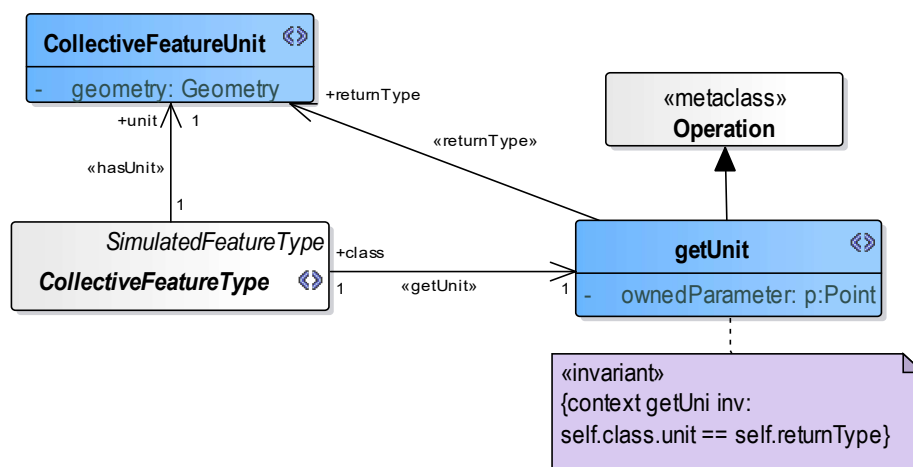 CollectiveFeatureUnit
- geometry: Geometry
+returnType
+unit 1
«metaclass»
Operation
«returnType»
«hasUnit»
1
SimulatedFeatureType
CollectiveFeatureType
+class
1
«getUnit»
1
getUnit
- ownedParameter: p:Point
«invariant»
{context getUni inv:
self.class.unit == self.returnType}